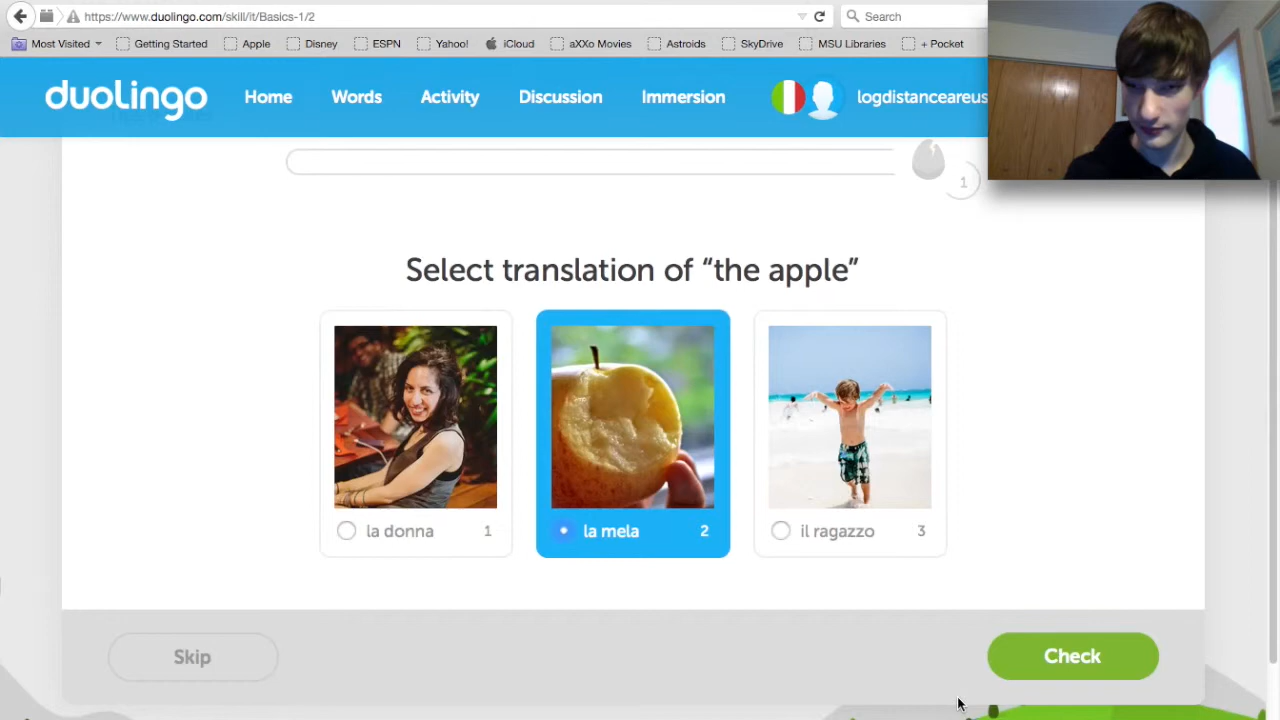 https://www.duolingo.com/skill/it/Basics-1/2
Search
Most Visited
Getting Started
Apple
Disney
ESPN
Yahoo!
iCloud
aXXo Movies
Astroids
SkyDrive
MSU Libraries
+ Pocket
duolingo
Home
Words
Activity
Discussion
Immersion
logdistanceareus
1
Select translation of “the apple”
la donna 1
la mela 2
il ragazzo 3
Skip
Check